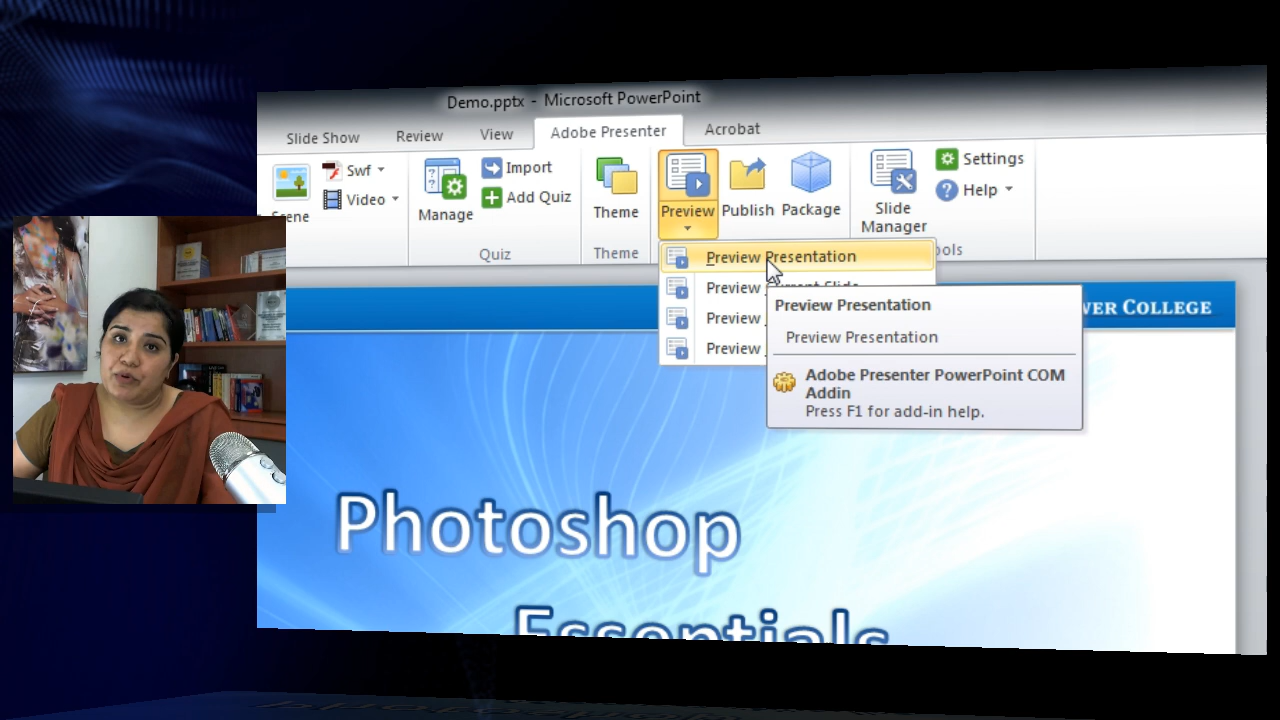 Demo.pptx - Microsoft PowerPoint
Slide Show Review View Adobe Presenter Acrobat
Swf
Video
Manage
Import
Add Quiz
Quiz
Theme
Theme
Preview Publish Package
Slide
Manager
Settings
Help
Preview Presentation
Preview
Preview
Preview
Preview Presentation
Preview Presentation
Adobe Presenter PowerPoint COM
Addin
Press F1 for add-in help.
COLLEGE
Photoshop
Essentials